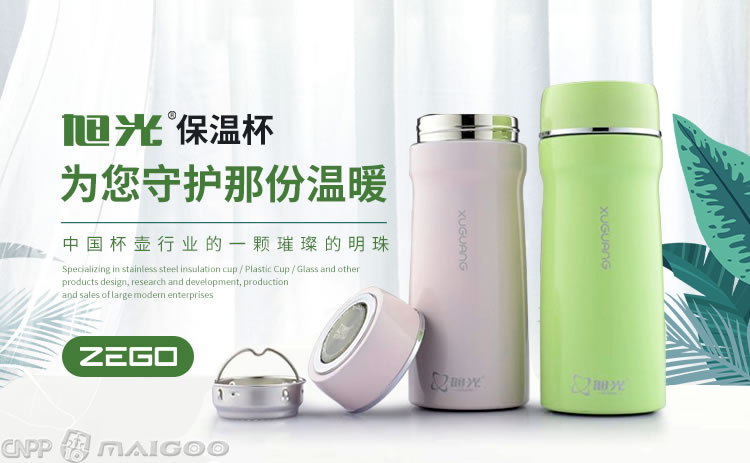 旭光®保温杯
为您守护那份温暖
中国杯壶行业的一颗璀璨的明珠
Specializing in stainless steel insulation cup / Plastic Cup / Glass and other
products design, research and development, production
and sales of large modern enterprises
ZEGO
XUGUANG
旭光
XUGUANG
旭光
CNPP MAIGOO